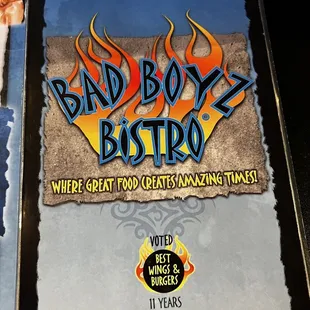 BAD BOYZ
BISTRO®
WHERE GREAT FOOD CREATES AMAZING TIMES!
VOTED
BEST
WINGS &
BURGERS
11 YEARS